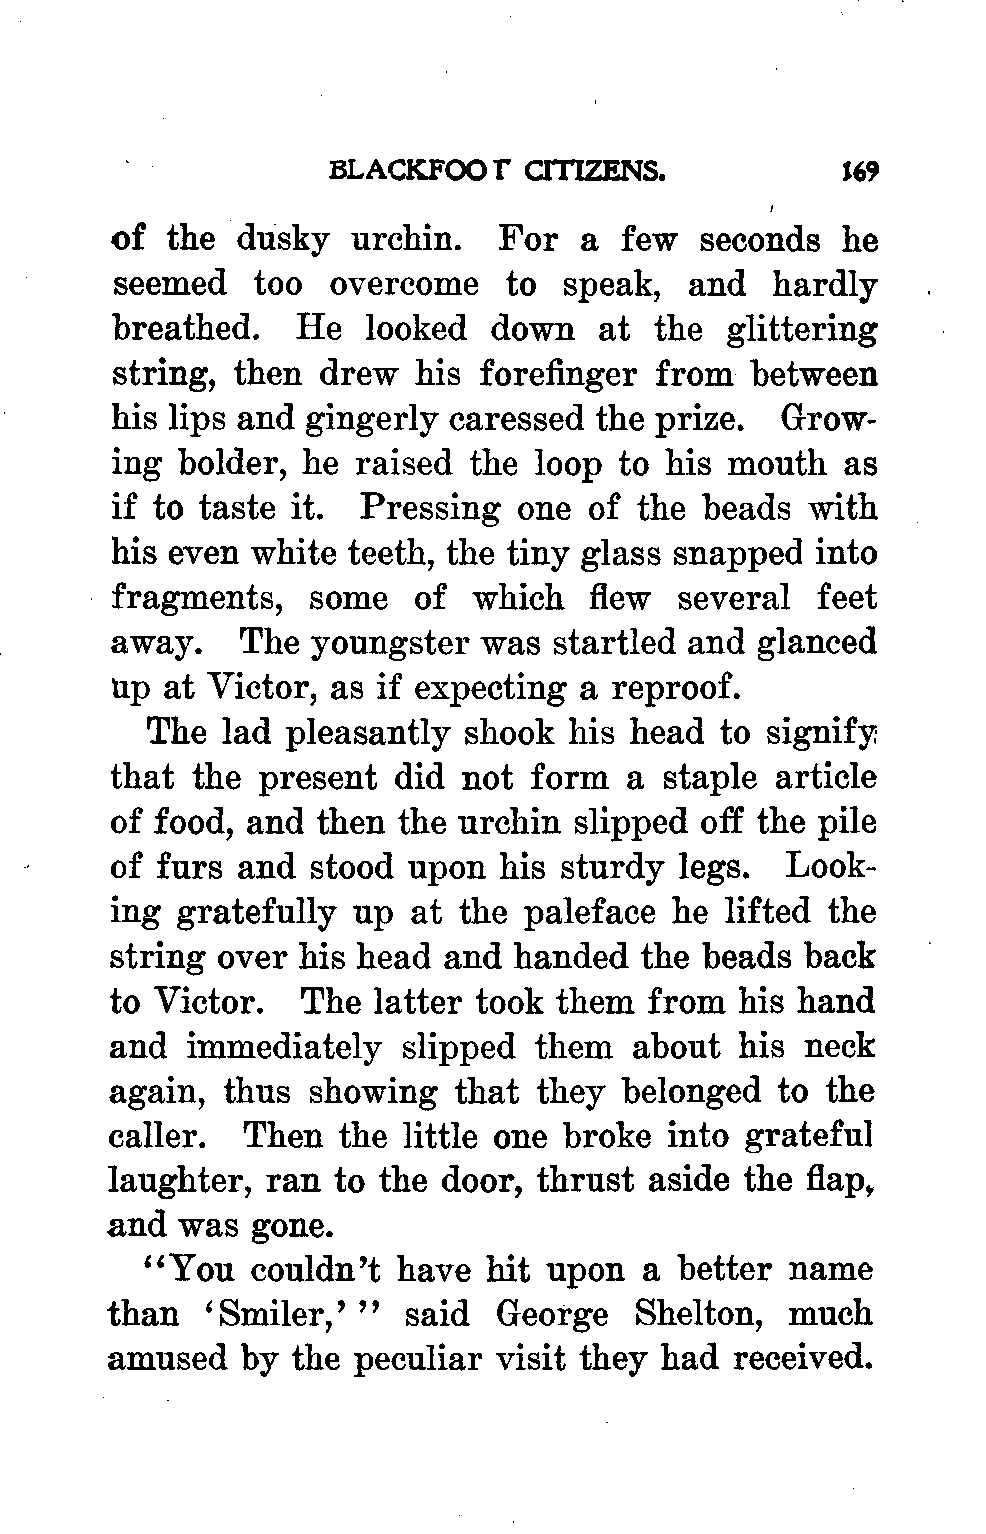 BLACKFOOT CITIZENS. 169
of the dusky urchin. For a few seconds he
seemed too overcome to speak, and hardly
breathed. He looked down at the glittering
string, then drew his forefinger from between
his lips and gingerly caressed the prize. Grow-
ing bolder, he raised the loop to his mouth as
if to taste it. Pressing one of the beads with
his even white teeth, the tiny glass snapped into
fragments, some of which flew several feet
away. The youngster was startled and glanced
up at Victor, as if expecting a reproof.
The lad pleasantly shook his head to signify
that the present did not form a staple article
of food, and then the urchin slipped off the pile
of furs and stood upon his sturdy legs. Look-
ing gratefully up at the paleface he lifted the
string over his head and handed the beads back
to Victor. The latter took them from his hand
and immediately slipped them about his neck
again, thus showing that they belonged to the
caller. Then the little one broke into grateful
laughter, ran to the door, thrust aside the flap,
and was gone.
“You couldn't have hit upon a better name
than ‘Smiler,’ ” said George Shelton, much
amused by the peculiar visit they had received.